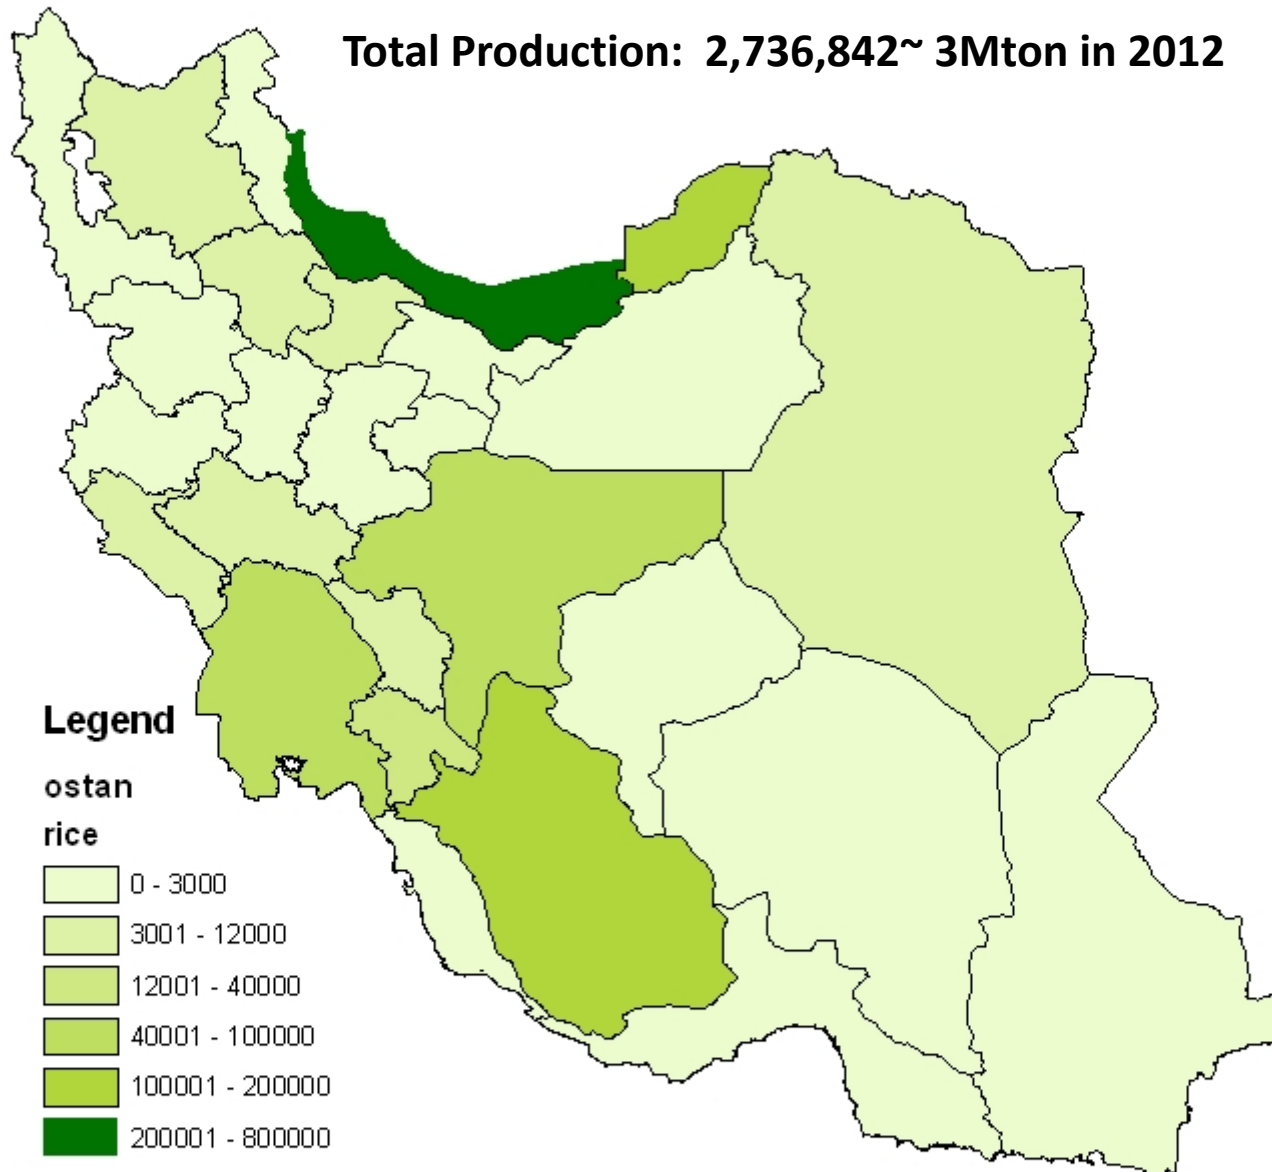 Total Production: 2,736,842~ 3Mton in 2012
Legend
ostan
rice
0 - 3000
3001 - 12000
12001 - 40000
40001 - 100000
100001 - 200000
200001 - 800000